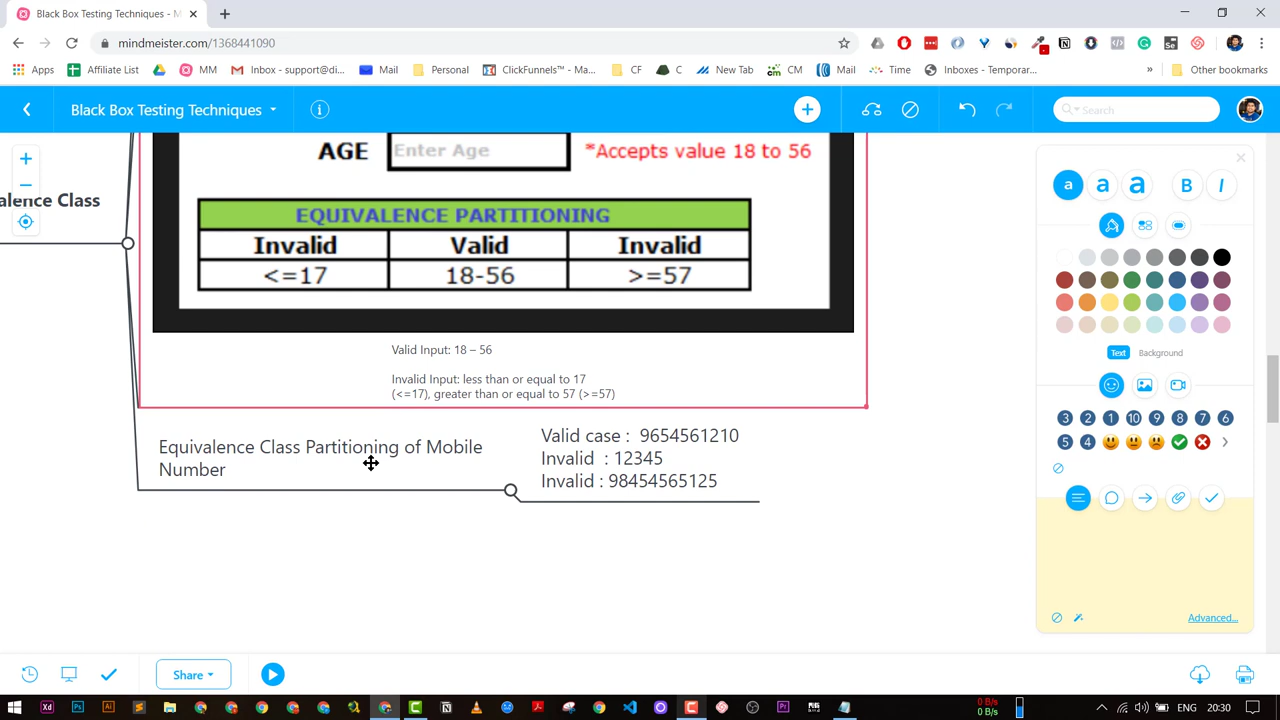 Black Box Testing Techniques - M
mindmeister.com/1368441090
Apps
Affiliate List
MM
Inbox - support@di...
Mail
Personal
ClickFunnels™ - Ma...
CF
C
New Tab
CM
Mail
Time
Inboxes - Temporar...
»
Other bookmarks
Black Box Testing Techniques
Search
alence Class
AGE
Enter Age
*Accepts value 18 to 56
EQUIVALENCE PARTITIONING
Invalid Valid Invalid
<=17 18-56 >=57
Valid Input: 18 – 56
Invalid Input: less than or equal to 17
(<=17), greater than or equal to 57 (>=57)
Equivalence Class Partitioning of Mobile
Number
Valid case : 9654561210
Invalid : 12345
Invalid : 98454565125
a a a B I
Text Background
3 2 1 10 9 8 7 6
5 4
Advanced...
Share
0 B/s
0 B/s
ENG 20:30